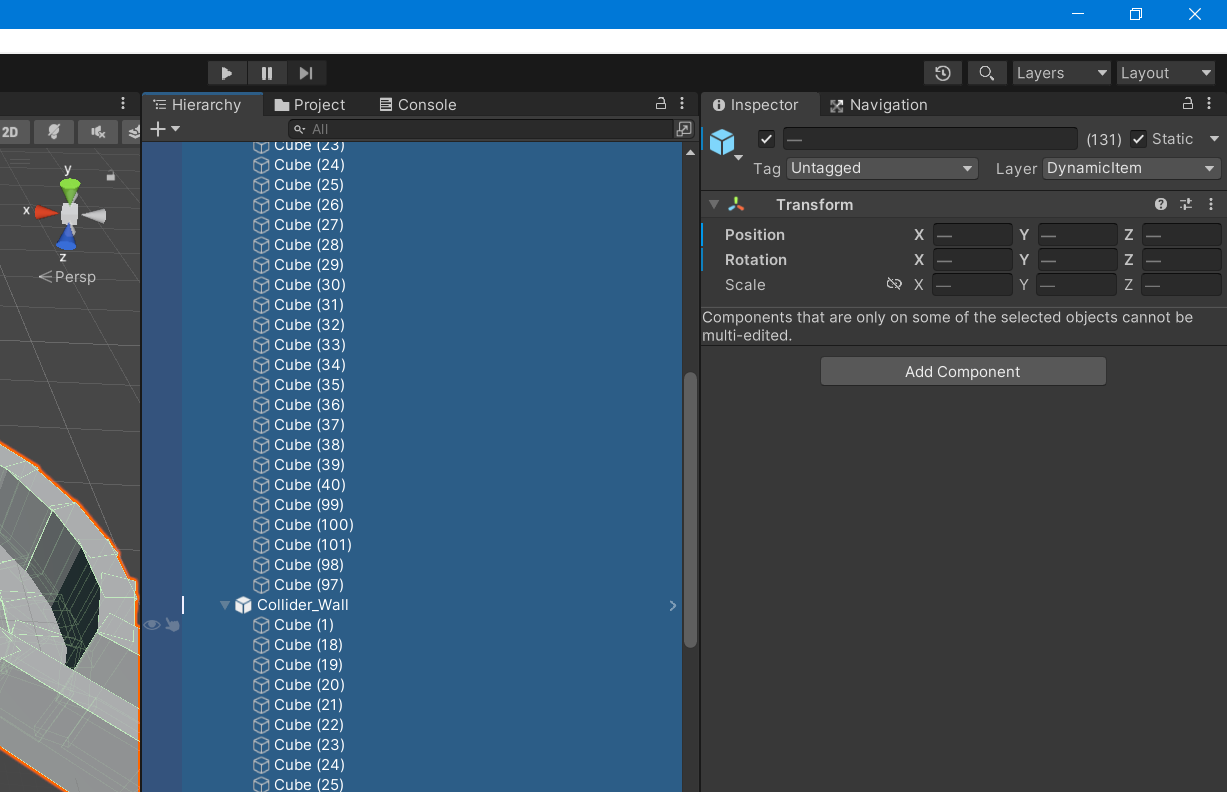 Layers
Layout
Hierarchy
Project
Console
Inspector
Navigation
2D
All
— (131) Static
Tag Untagged Layer DynamicItem
y
x
z
Persp
Cube (23)
Cube (24)
Cube (25)
Cube (26)
Cube (27)
Cube (28)
Cube (29)
Cube (30)
Cube (31)
Cube (32)
Cube (33)
Cube (34)
Cube (35)
Cube (36)
Cube (37)
Cube (38)
Cube (39)
Cube (40)
Cube (99)
Cube (100)
Cube (101)
Cube (98)
Cube (97)
Collider_Wall
Cube (1)
Cube (18)
Cube (19)
Cube (20)
Cube (21)
Cube (22)
Cube (23)
Cube (24)
Cube (25)
Transform
Position X — Y — Z —
Rotation X — Y — Z —
Scale X — Y — Z —
Components that are only on some of the selected objects cannot be
multi-edited.
Add Component